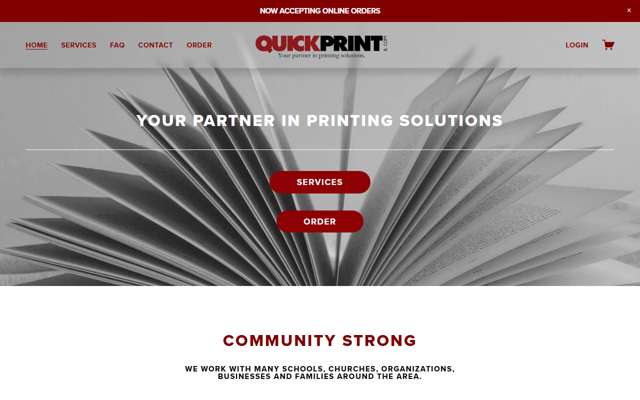 NOW ACCEPTING ONLINE ORDERS
×
HOME
SERVICES
FAQ
CONTACT
ORDER
QUICKPRINT & COPY
Your partner in printing solutions.
LOGIN
YOUR PARTNER IN PRINTING SOLUTIONS
SERVICES
ORDER
COMMUNITY STRONG
WE WORK WITH MANY SCHOOLS, CHURCHES, ORGANIZATIONS,
BUSINESSES AND FAMILIES AROUND THE AREA.